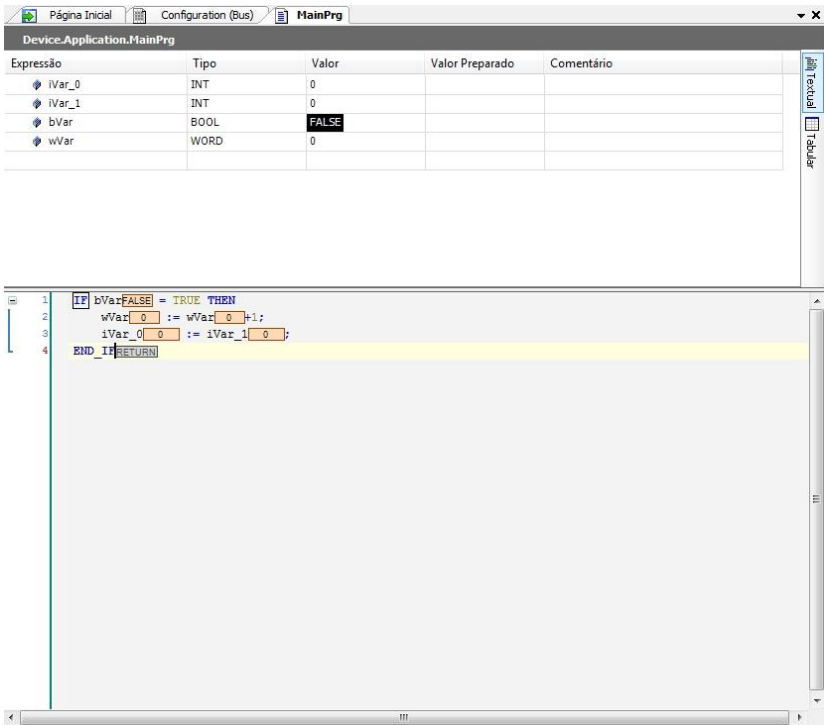 Página Inicial Configuration (Bus) MainPrg
Device.Application.MainPrg
Expressão Tipo Valor Valor Preparado Comentário
iVar_0 INT 0
iVar_1 INT 0
bVar BOOL FALSE
wVar WORD 0
Textual
Tabular
1 IF bVar FALSE = TRUE THEN
2 wVar 0 := wVar 0 +1;
3 iVar_0 0 := iVar_1 0 ;
4 END_IF RETURN